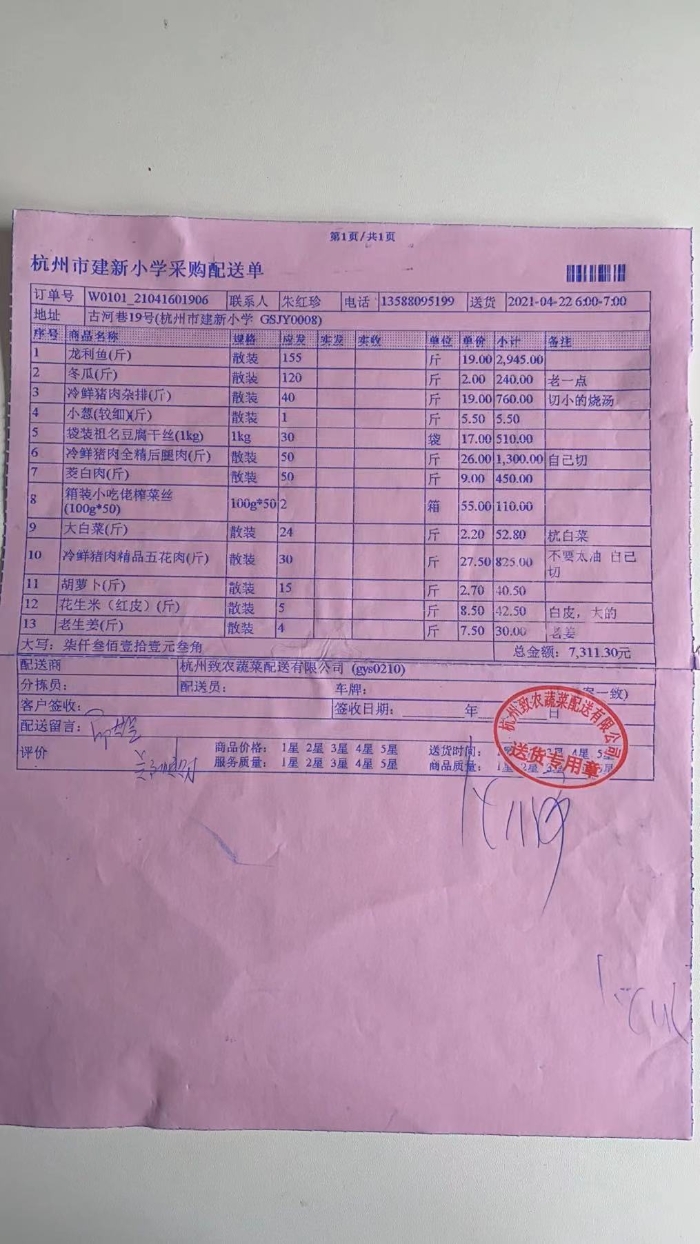 第1页/共1页
杭州市建新小学采购配送单
订单号 W0101_21041601906 联系人 朱红珍 电话 13588095199 送货 2021-04-22 6:00-7:00
地址 古河巷19号(杭州市建新小学 GSJY0008)
序号 商品名称 规格 应发 实发 实收 单位 单价 小计 备注
1 龙利鱼(斤) 散装 155 斤 19.00 2,945.00
2 冬瓜(斤) 散装 120 斤 2.00 240.00 老一点
3 冷鲜猪肉杂排(斤) 散装 40 斤 19.00 760.00 切小的烧汤
4 小葱(较细)(斤) 散装 1 斤 5.50 5.50
5 袋装祖名豆腐干丝(1kg) 1kg 30 袋 17.00 510.00
6 冷鲜猪肉全精后腿肉(斤) 散装 50 斤 26.00 1,300.00 自己切
7 茭白肉(斤) 散装 50 斤 9.00 450.00
8 箱装小吃佬榨菜丝(100g*50) 100g*50 2 箱 55.00 110.00
9 大白菜(斤) 散装 24 斤 2.20 52.80 杭白菜
10 冷鲜猪肉精品五花肉(斤) 散装 30 斤 27.50 825.00 不要太油 自己切
11 胡萝卜(斤) 散装 15 斤 2.70 40.50
12 花生米（红皮）(斤) 散装 5 斤 8.50 42.50 白皮，大的
13 老生姜(斤) 散装 4 斤 7.50 30.00 老姜
大写：柒仟叁佰壹拾壹元叁角 总金额：7,311.30元
配送商 杭州致农蔬菜配送有限公司 (gys0210)
分拣员： 配送员： 车牌： 一致)
客户签收： 签收日期： 年 日
配送留言：
评价 商品价格： 1星 2星 3星 4星 5星 送货时间： 星 4星 5星
服务质量： 1星 2星 3星 4星 5星 商品质量： 1星 2星 3星
杭州致农蔬菜配送有限公司
送货专用章